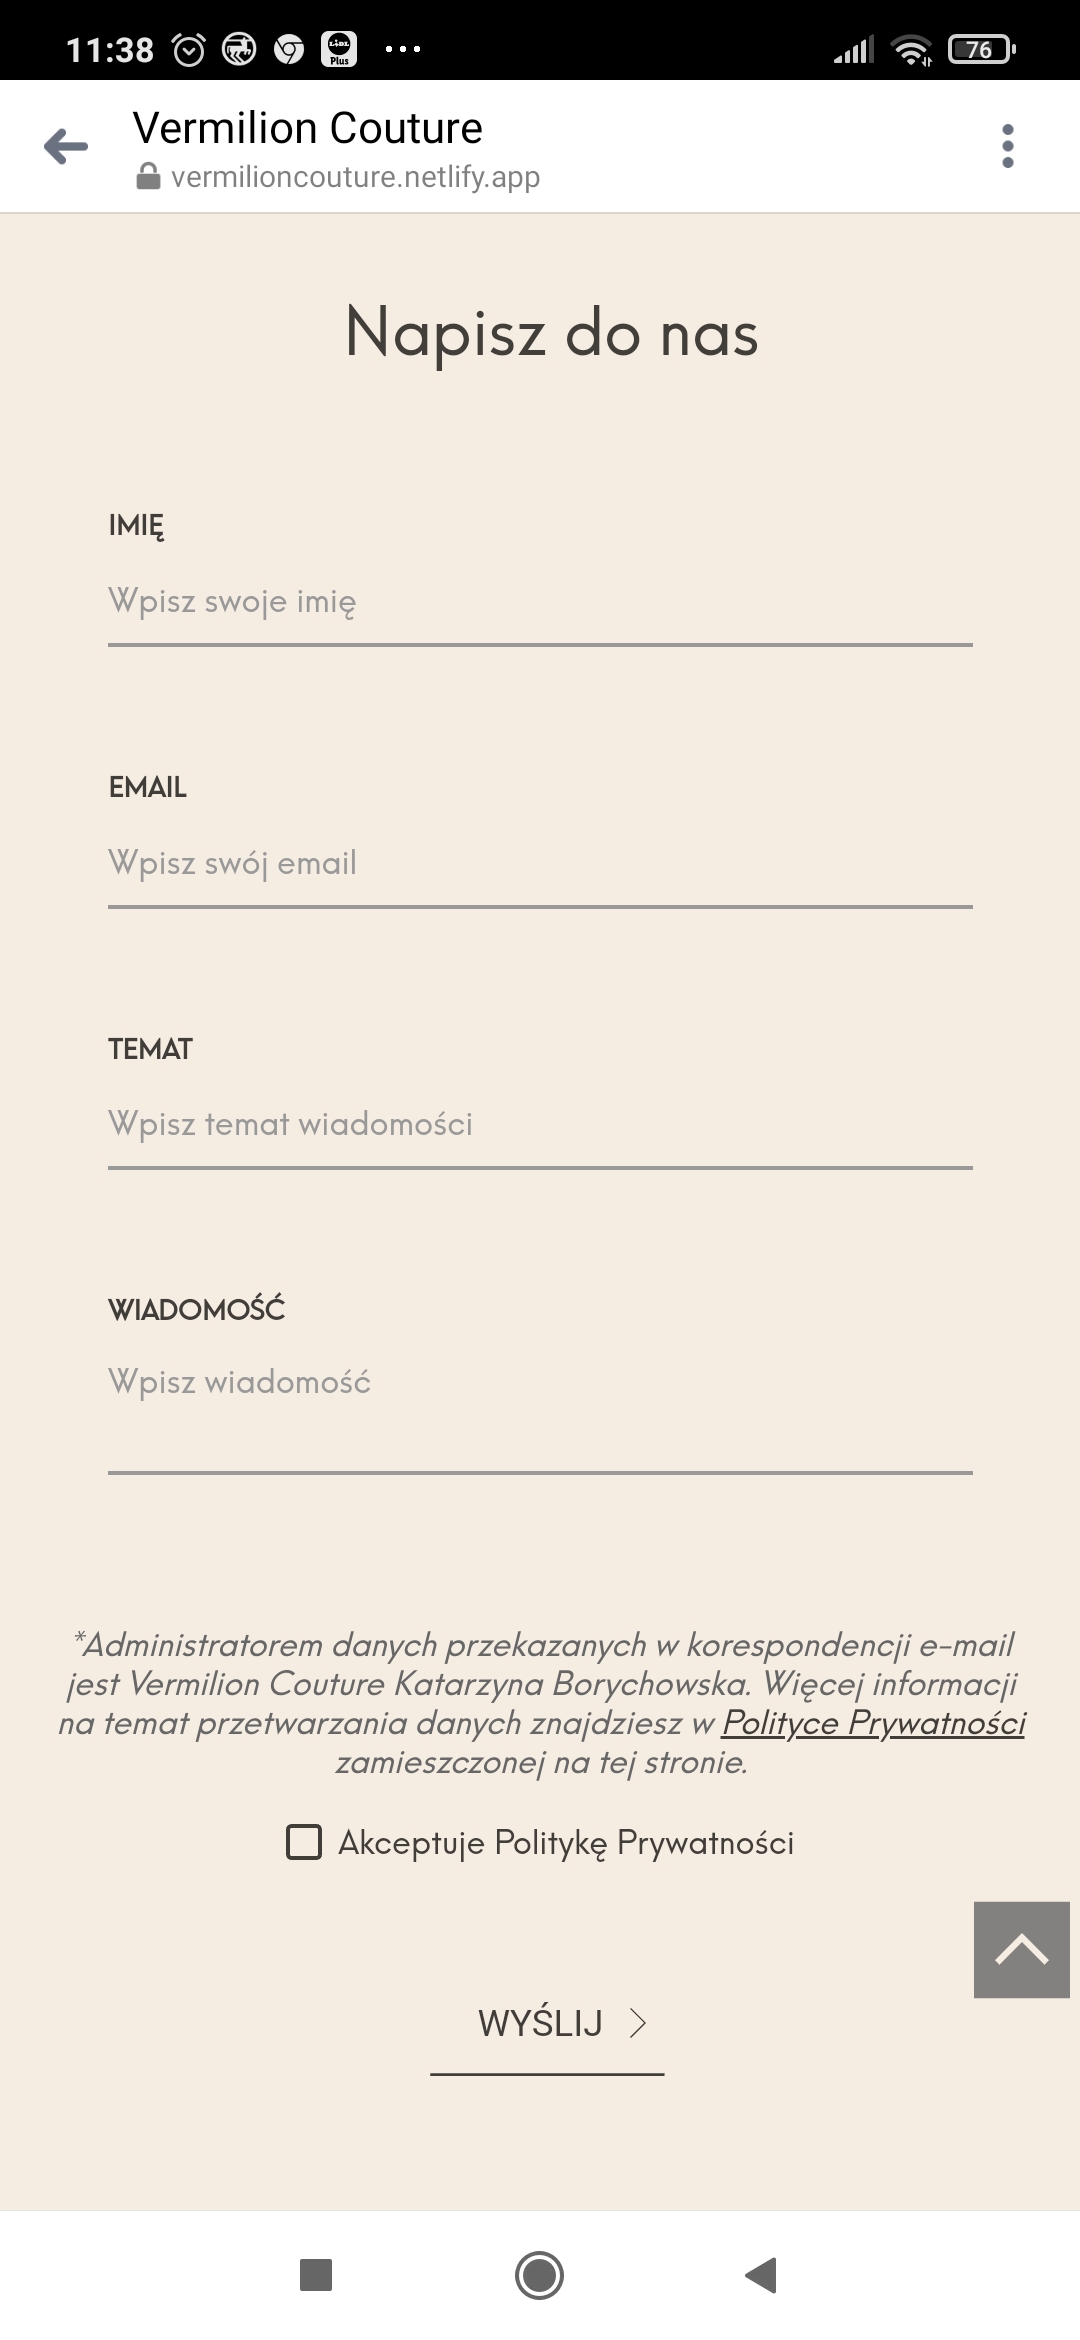 11:38
LIDL
Plus
76
Vermilion Couture
vermilioncouture.netlify.app
Napisz do nas
IMIĘ
Wpisz swoje imię
EMAIL
Wpisz swój email
TEMAT
Wpisz temat wiadomości
WIADOMOŚĆ
Wpisz wiadomość
*Administratorem danych przekazanych w korespondencji e-mail
jest Vermilion Couture Katarzyna Borychowska. Więcej informacji
na temat przetwarzania danych znajdziesz w Polityce Prywatności
zamieszczonej na tej stronie.
Akceptuje Politykę Prywatności
WYŚLIJ